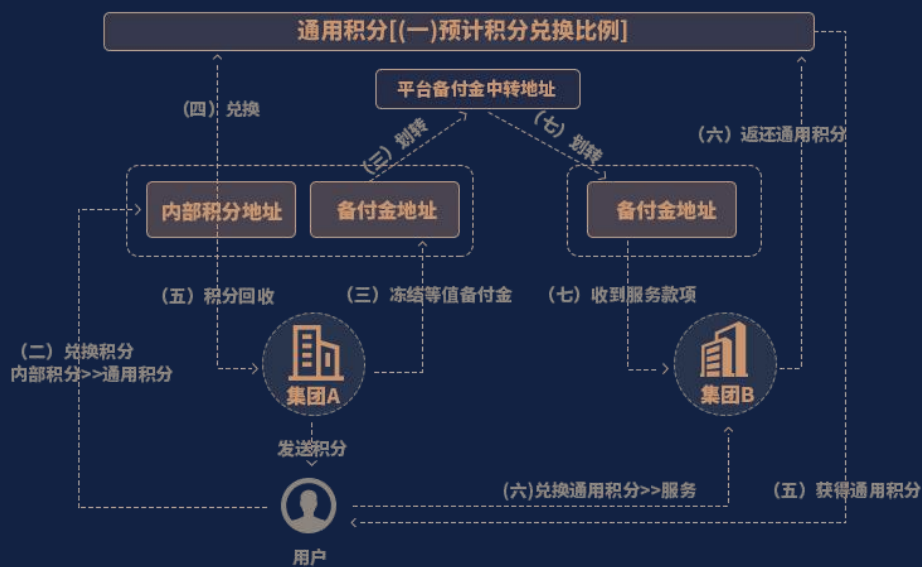 通用积分[(一)预计积分兑换比例]
平台备付金中转地址
(四) 兑换
(三) 划转
(七) 划转
(六) 返还通用积分
内部积分地址
备付金地址
备付金地址
(五) 积分回收
(三) 冻结等值备付金
(七) 收到服务款项
(二) 兑换积分
内部积分>>通用积分
集团A
集团B
发送积分
(六)兑换通用积分>>服务
(五) 获得通用积分
用户